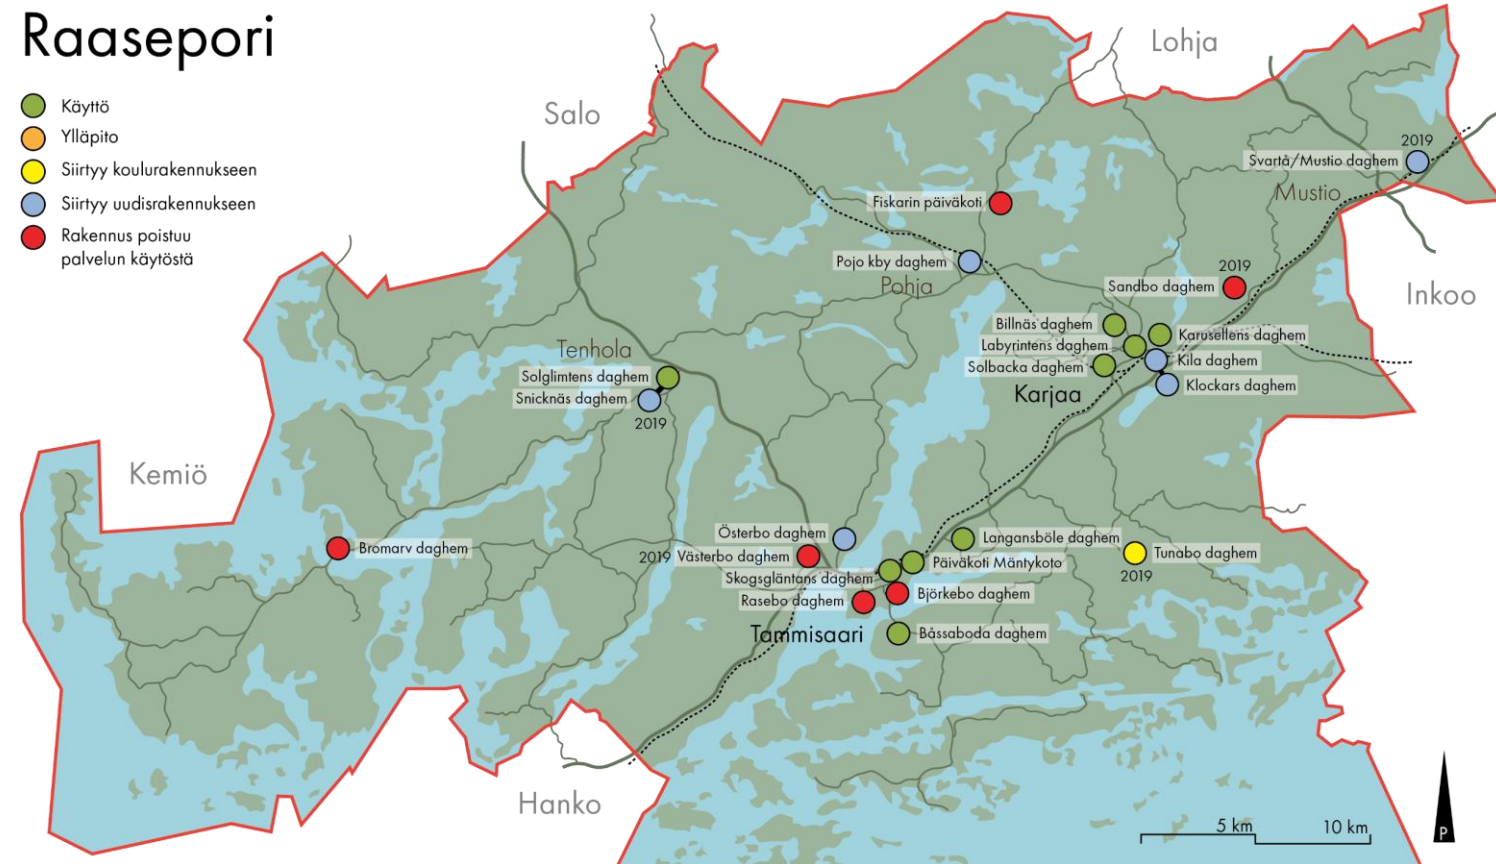 Raasepori
Käyttö
Ylläpito
Siirtyy koulurakennukseen
Siirtyy uudisrakennukseen
Rakennus poistuu
palvelun käytöstä
Lohja
Salo
2019
Svartå/Mustio daghem
Mustio
Fiskarin päiväkoti
Pojo kby daghem
Pohja
2019
Sandbo daghem
Inkoo
Billnäs daghem
Karusellens daghem
Labyrintens daghem
Kila daghem
Solbacka daghem
Klockars daghem
Karjaa
Tenhola
Solglimtens daghem
Snicknäs daghem
2019
Kemiö
Bromarv daghem
Österbo daghem
2019 Västerbo daghem
Langansböle daghem
Päiväkoti Mäntykoto
Tunabo daghem
2019
Skogsgläntans daghem
Rasebo daghem
Björkebo daghem
Tammisaari
Båssaboda daghem
Hanko
5 km
10 km
P